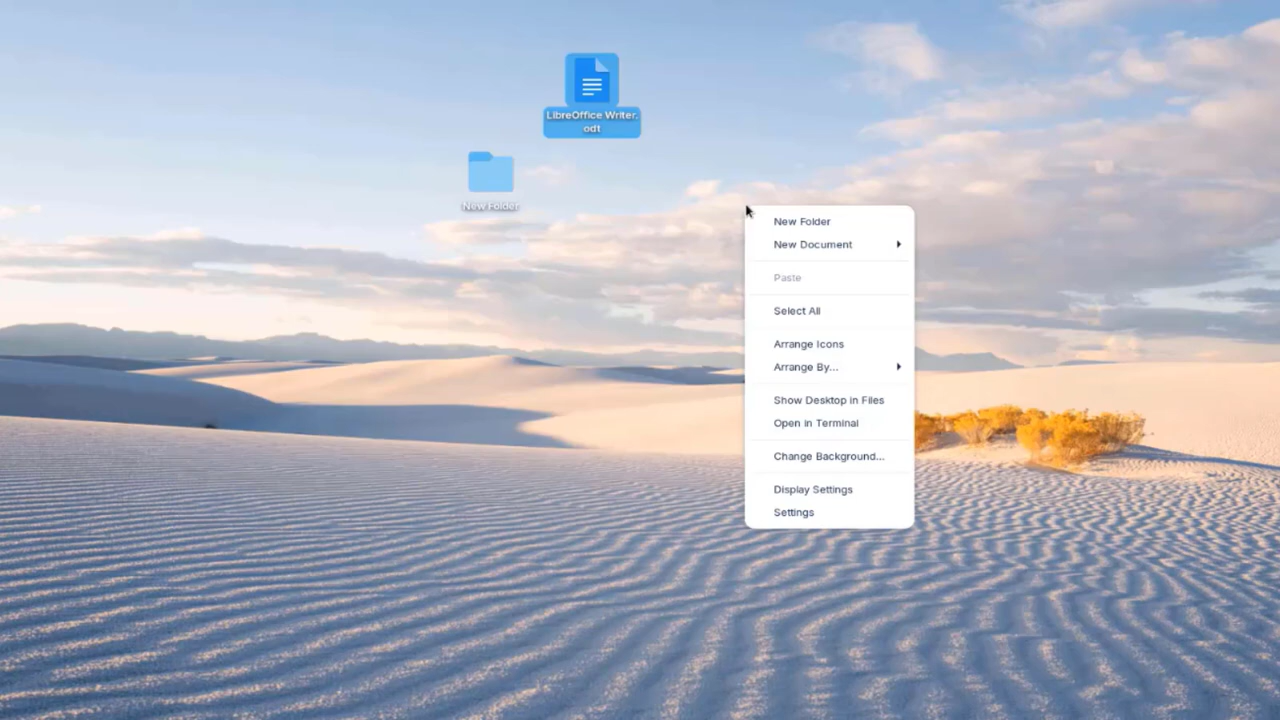 LibreOffice Writer.
odt
New Folder
New Folder
New Document
Paste
Select All
Arrange Icons
Arrange By...
Show Desktop in Files
Open in Terminal
Change Background...
Display Settings
Settings